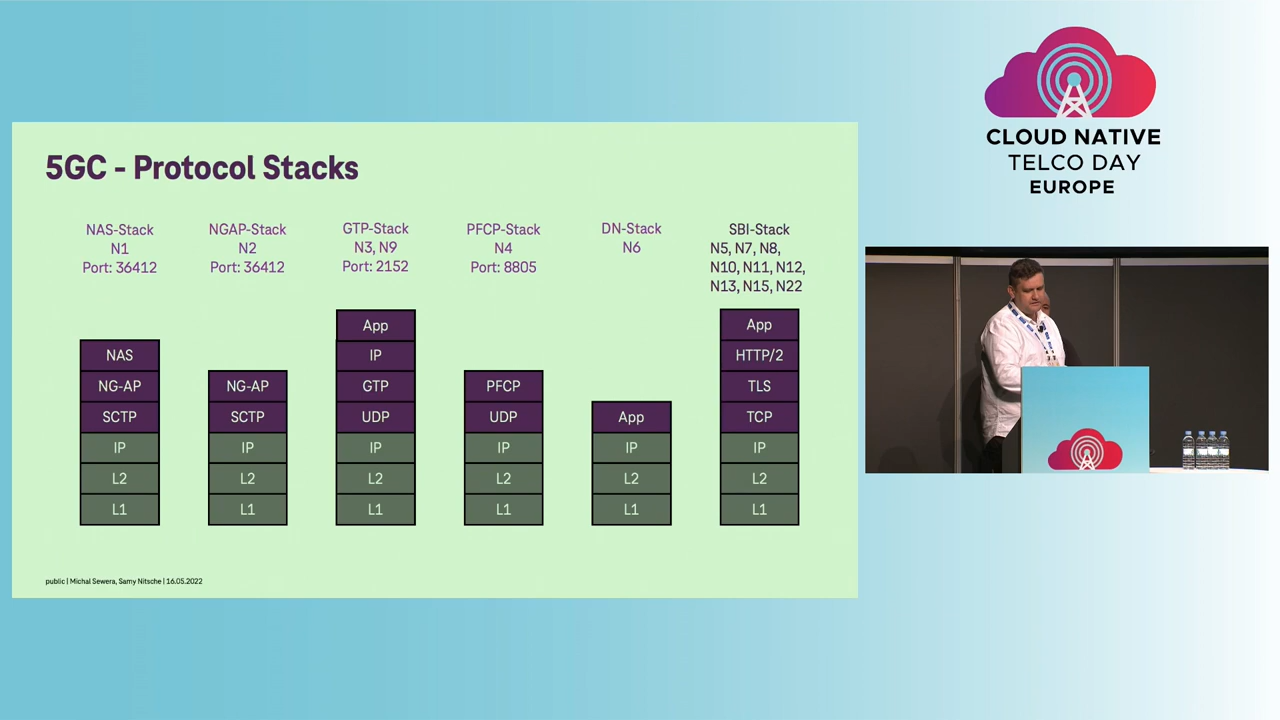 5GC - Protocol Stacks
NAS-Stack
N1
Port: 36412
NGAP-Stack
N2
Port: 36412
GTP-Stack
N3, N9
Port: 2152
PFCP-Stack
N4
Port: 8805
DN-Stack
N6
SBI-Stack
N5, N7, N8,
N10, N11, N12,
N13, N15, N22
NAS
NG-AP
SCTP
IP
L2
L1
NG-AP
SCTP
IP
L2
L1
App
IP
GTP
UDP
IP
L2
L1
PFCP
UDP
IP
L2
L1
App
IP
L2
L1
App
HTTP/2
TLS
TCP
IP
L2
L1
public | Michal Sewera, Samy Nitsche | 16.05.2022
CLOUD NATIVE
TELCO DAY
EUROPE